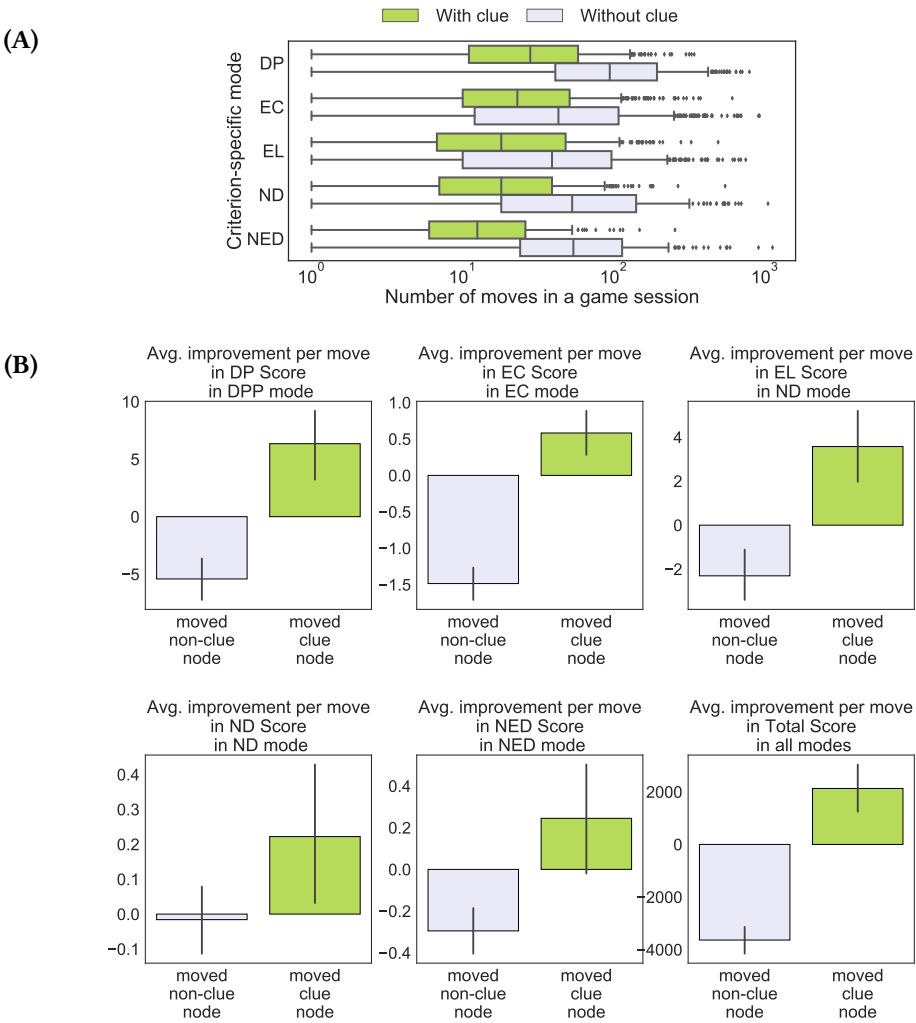 With clue
Without clue
(A)
Criterion-specific mode
DP
EC
EL
ND
NED
10^0
10^1
10^2
10^3
Number of moves in a game session
(B)
Avg. improvement per move
in DP Score
in DPP mode
10
5
0
−5
moved
non-clue
node
moved
clue
node
Avg. improvement per move
in EC Score
in EC mode
1.0
0.5
0.0
−0.5
−1.0
−1.5
moved
non-clue
node
moved
clue
node
Avg. improvement per move
in EL Score
in ND mode
4
2
0
−2
moved
non-clue
node
moved
clue
node
Avg. improvement per move
in ND Score
in ND mode
0.4
0.3
0.2
0.1
0.0
−0.1
moved
non-clue
node
moved
clue
node
Avg. improvement per move
in NED Score
in NED mode
0.4
0.2
0.0
−0.2
−0.4
moved
non-clue
node
moved
clue
node
Avg. improvement per move
in Total Score
in all modes
2000
0
−2000
−4000
moved
non-clue
node
moved
clue
node